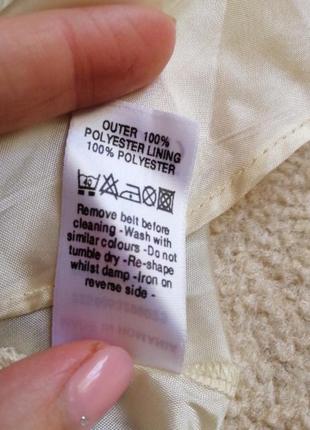 OUTER 100%
POLYESTER LINING
100% POLYESTER
40
Remove belt before
cleaning - Wash with
similar colours - Do not
tumble dry - Re-shape
whilst damp - Iron on
reverse side -